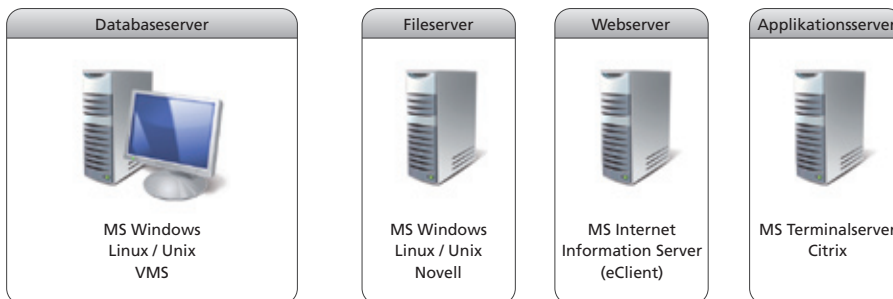 Databaseserver
MS Windows
Linux / Unix
VMS
Fileserver
MS Windows
Linux / Unix
Novell
Webserver
MS Internet
Information Server
(eClient)
Applikationsserver
MS Terminalserver
Citrix